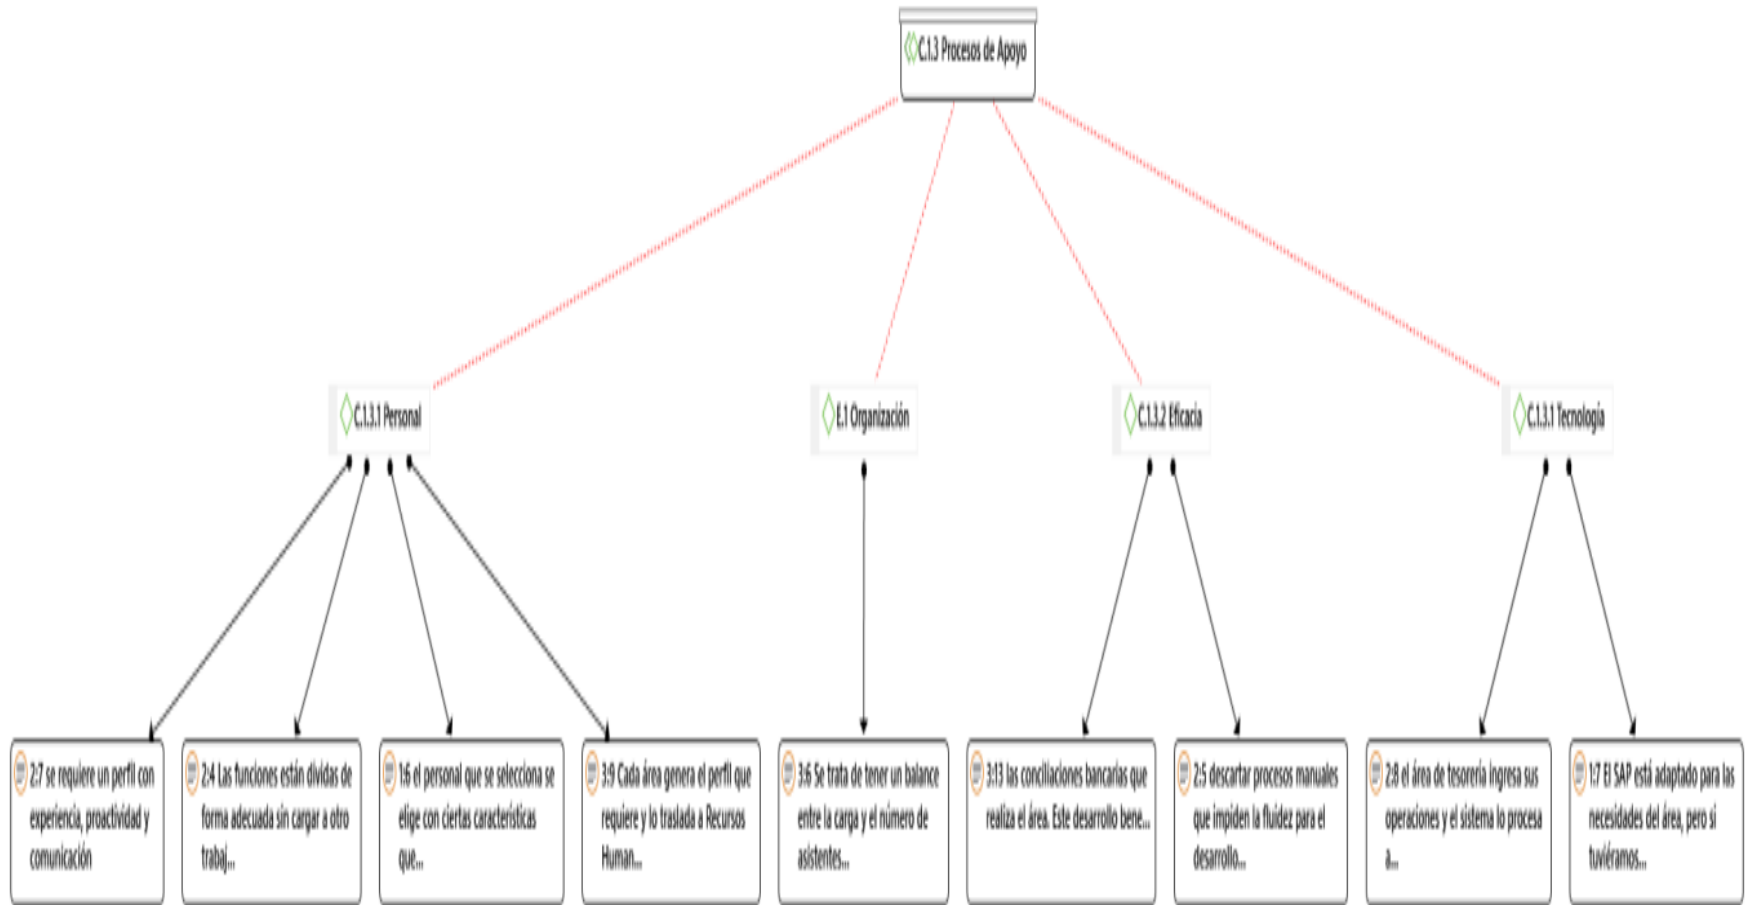 C.1.3 Procesos de Apoyo
C.1.3.1 Personal
E.1 Organización
C.1.3.2 Eficacia
C.1.3.1 Tecnología
2:7 se requiere un perfil con
experiencia, proactividad y
comunicación
2:4 Las funciones están dividas de
forma adecuada sin cargar a otro
trabaj...
1:6 el personal que se selecciona se
elige con ciertas características
que...
3:9 Cada área genera el perfil que
requiere y lo traslada a Recursos
Human...
3:6 Se trata de tener un balance
entre la carga y el número de
asistentes...
3:13 las conciliaciones bancarias que
realiza el área. Este desarrollo bene...
2:5 descartar procesos manuales
que impiden la fluidez para el
desarrollo...
2:8 el área de tesorería ingresa sus
operaciones y el sistema lo procesa
a...
1:7 El SAP está adaptado para las
necesidades del área, pero si
tuviéramos...